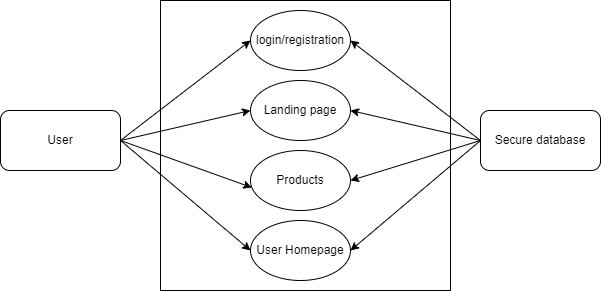 login/registration
Landing page
User
Secure database
Products
User Homepage